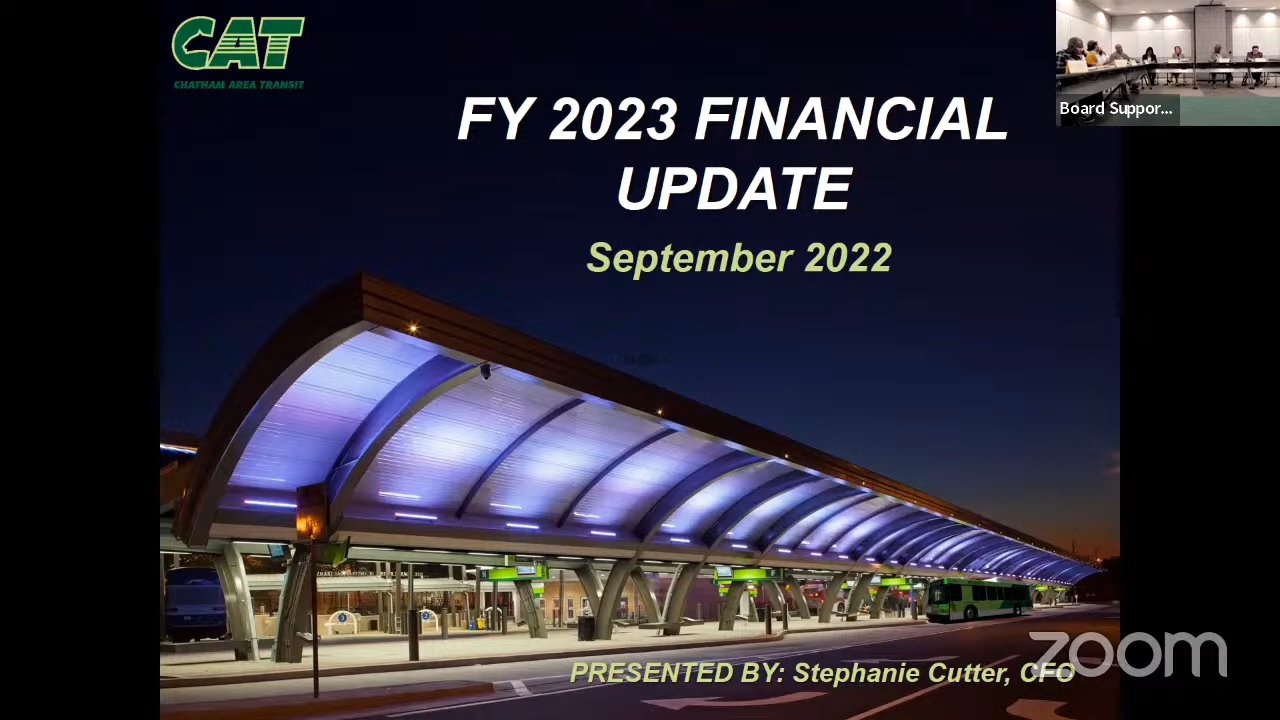 CAT
CHATHAM AREA TRANSIT
Board Suppor...
FY 2023 FINANCIAL
UPDATE
September 2022
PRESENTED BY: Stephanie Cutter, CFO
zoom